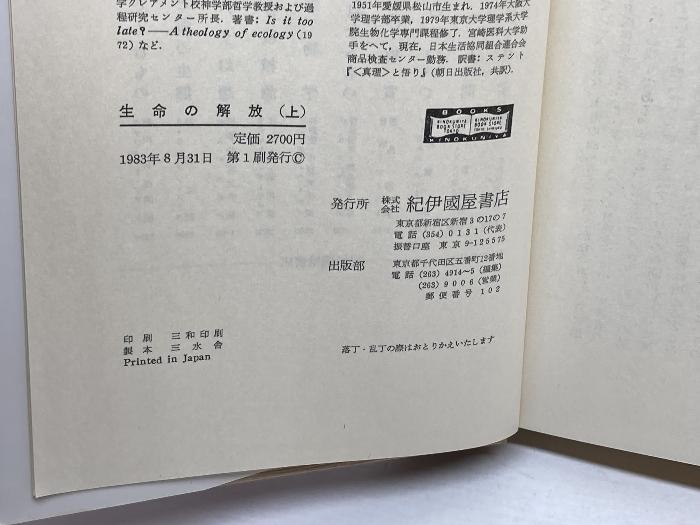 学クレアメント校神学部哲学教授および過
程研究センター所長. 著書: Is it too
late?——A theology of ecology (19
72) など.
1951年愛媛県松山市生まれ. 1974年大阪大
学理学部卒業, 1979年東京大学理学系大学
院生物化学専門課程修了. 宮崎医科大学助
手をへて, 現在, 日本生活協同組合連合会
商品検査センター勤務. 訳書: ステント
『〈真理〉と悟り』(朝日出版社, 共訳).
生命の解放(上)
定価 2700円
1983年8月31日 第1刷発行©
BOOKS
KINOKUNIYA
BOOK STORE
TOKYO
KINOKUNIYA
BOOK STORE
KINOKUNIYA
発行所 株式会社 紀伊國屋書店
東京都新宿区新宿3の17の7
電話 (354) 0131 (代表)
振替口座 東京 9-125575
出版部 東京都千代田区五番町12番地
電話 (263) 4914~5 (編集)
(263) 9006 (営業)
郵便番号 102
印刷 三和印刷
製本 三水舎
Printed in Japan
落丁・乱丁の際はおとりかえいたします